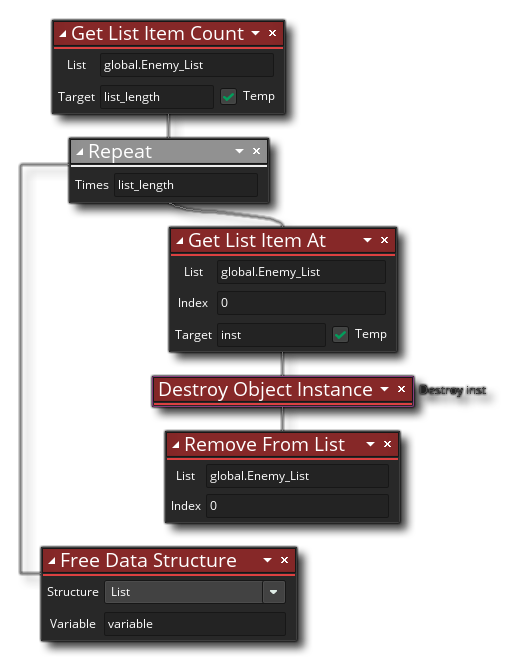 Get List Item Count
List global.Enemy_List
Target list_length Temp
Repeat
Times list_length
Get List Item At
List global.Enemy_List
Index 0
Target inst Temp
Destroy Object Instance Destroy inst
Remove From List
List global.Enemy_List
Index 0
Free Data Structure
Structure List
Variable variable